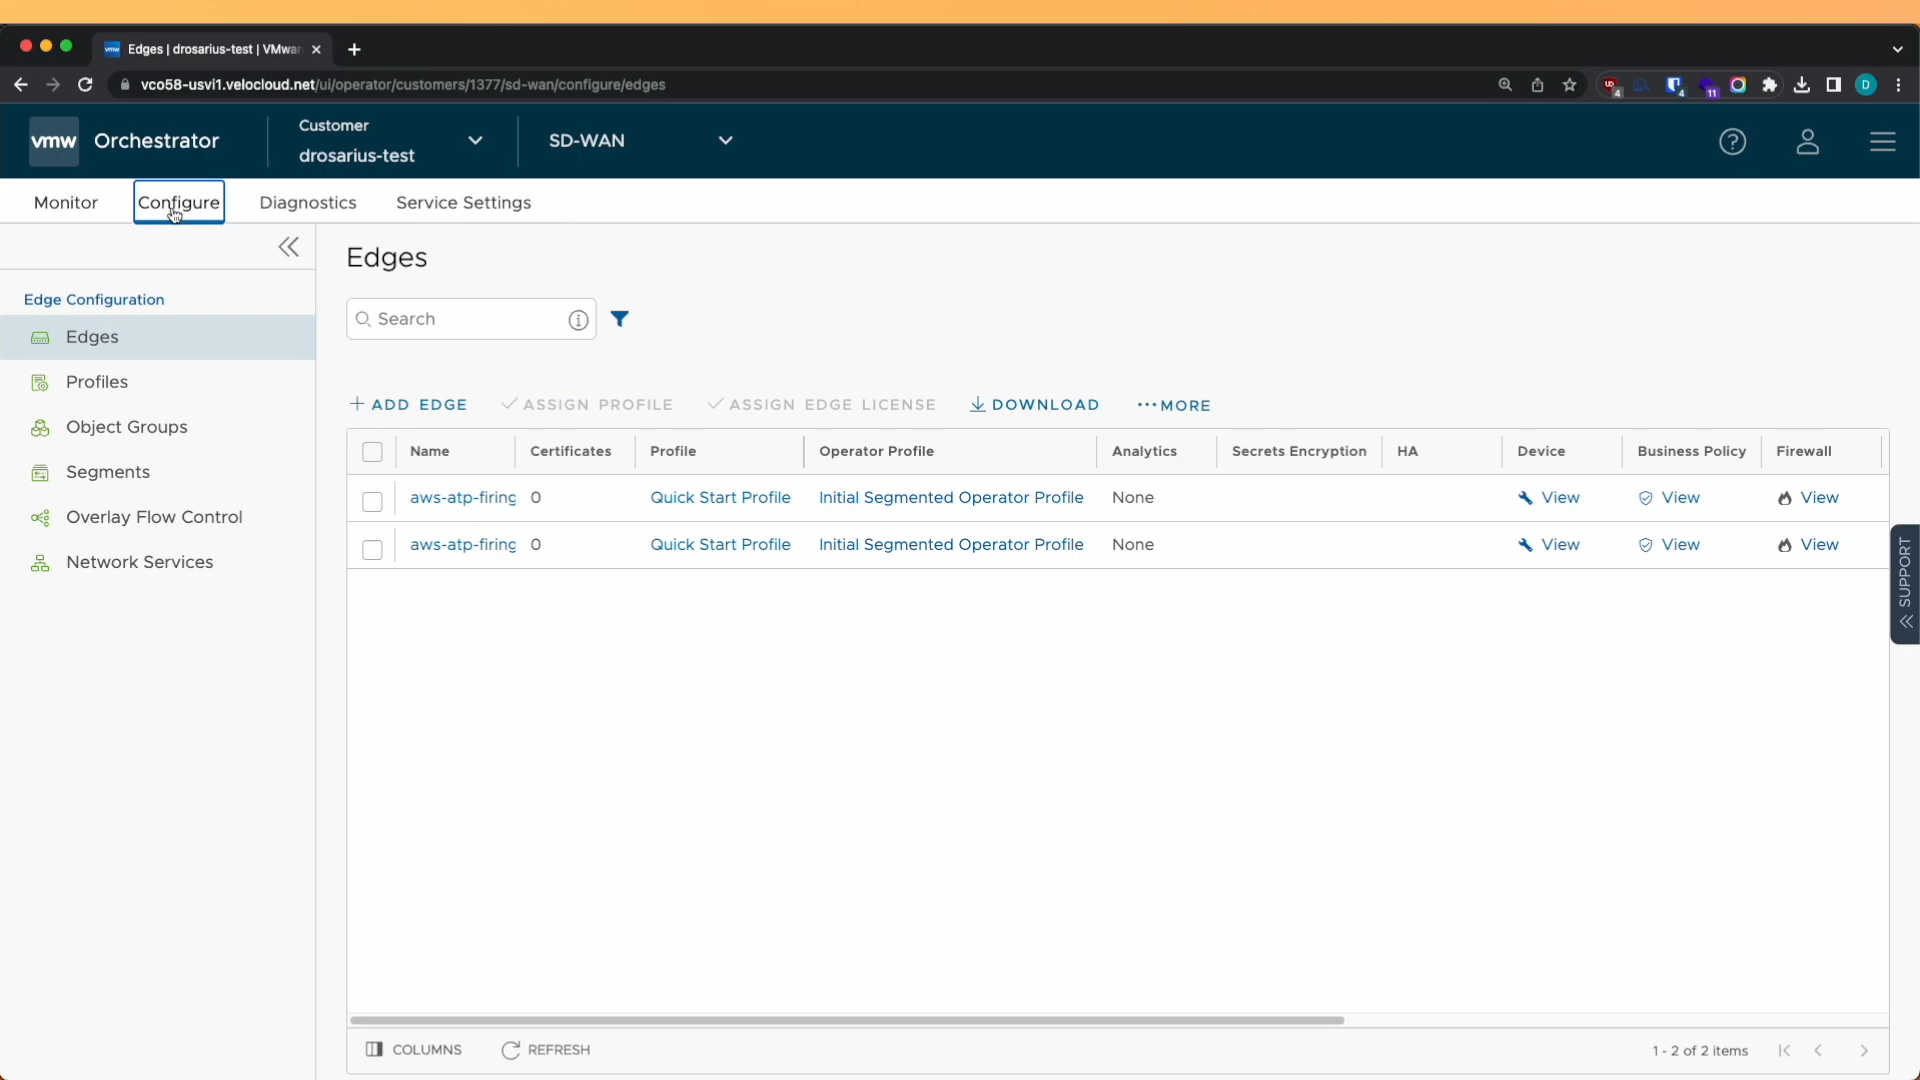 vmw Edges | drosarius-test | VMwar
vco58-usvi1.velocloud.net/ui/operator/customers/1377/sd-wan/configure/edges
4
4
11
D
vmw Orchestrator
Customer
drosarius-test
SD-WAN
Monitor Configure Diagnostics Service Settings
Edge Configuration
Edges
Profiles
Object Groups
Segments
Overlay Flow Control
Network Services
Edges
Search
ADD EDGE ASSIGN PROFILE ASSIGN EDGE LICENSE DOWNLOAD ···MORE
Name Certificates Profile Operator Profile Analytics Secrets Encryption HA Device Business Policy Firewall
aws-atp-firing 0 Quick Start Profile Initial Segmented Operator Profile None View View View
aws-atp-firing 0 Quick Start Profile Initial Segmented Operator Profile None View View View
SUPPORT
COLUMNS REFRESH 1 - 2 of 2 items